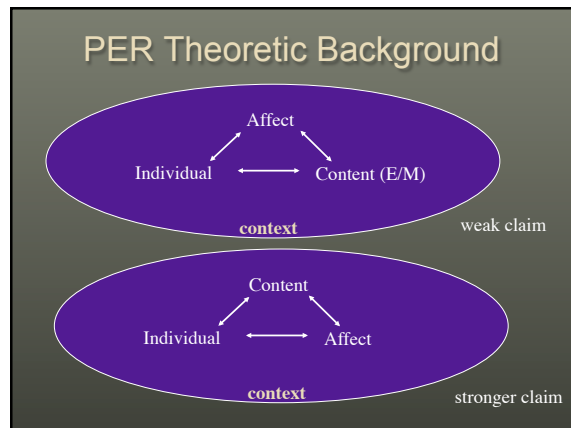 PER Theoretic Background
Affect
Individual
Content (E/M)
context
weak claim
Content
Individual
Affect
context
stronger claim